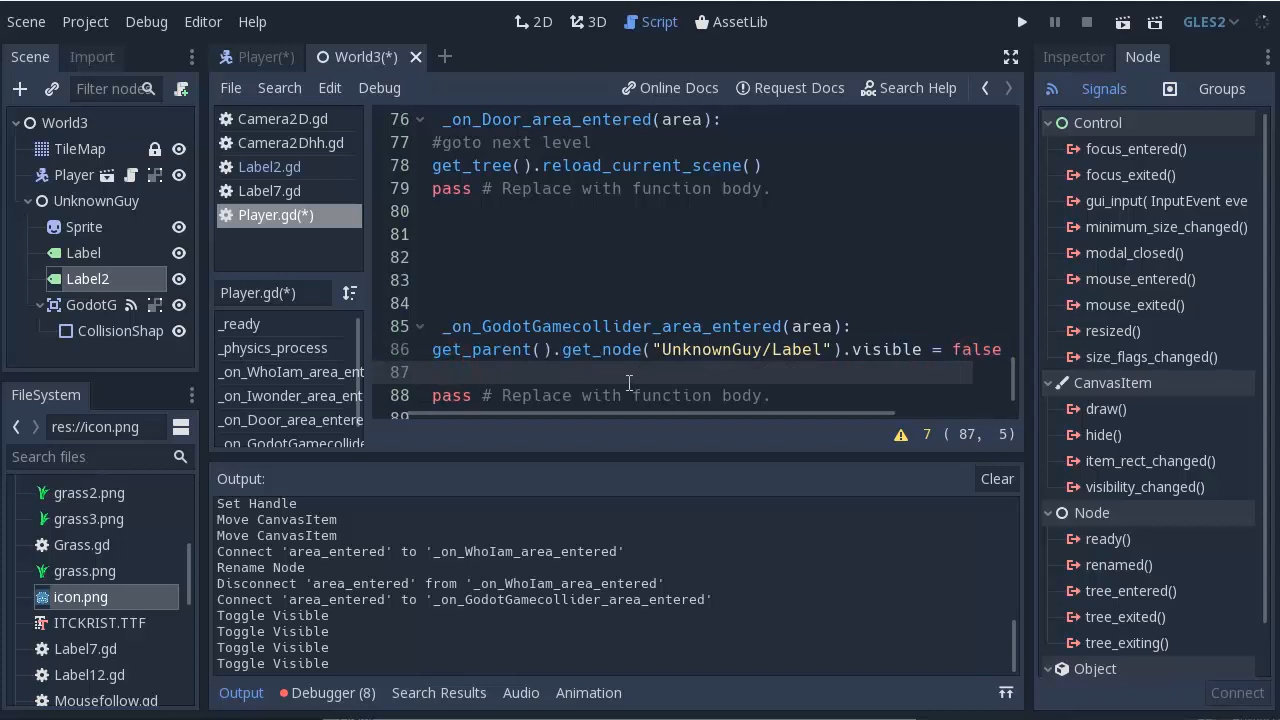 Scene Project Debug Editor Help 2D 3D Script AssetLib GLES2
Scene Import
Filter node
World3
TileMap
Player
UnknownGuy
Sprite
Label
Label2
GodotG
CollisionShap
FileSystem
res://icon.png
Search files
grass2.png
grass3.png
Grass.gd
grass.png
icon.png
ITCKRIST.TTF
Label7.gd
Label12.gd
Mousefollow.gd
Player(*) World3(*)
File Search Edit Debug Online Docs Request Docs Search Help
Camera2D.gd
Camera2Dhh.gd
Label2.gd
Label7.gd
Player.gd(*)
Player.gd(*)
_ready
_physics_process
_on_WhoIam_area_ent
_on_Iwonder_area_ent
_on_Door_area_entere
_on_GodotGamecollide
76 _on_Door_area_entered(area):
77 #goto next level
78 get_tree().reload_current_scene()
79 pass # Replace with function body.
80
81
82
83
84
85 _on_GodotGamecollider_area_entered(area):
86 get_parent().get_node("UnknownGuy/Label").visible = false
87
88 pass # Replace with function body.
89
7 ( 87, 5)
Output: Clear
Set Handle
Move CanvasItem
Move CanvasItem
Connect 'area_entered' to '_on_WhoIam_area_entered'
Rename Node
Disconnect 'area_entered' from '_on_WhoIam_area_entered'
Connect 'area_entered' to '_on_GodotGamecollider_area_entered'
Toggle Visible
Toggle Visible
Toggle Visible
Toggle Visible
Output Debugger (8) Search Results Audio Animation
Inspector Node
Signals Groups
Control
focus_entered()
focus_exited()
gui_input( InputEvent eve
minimum_size_changed()
modal_closed()
mouse_entered()
mouse_exited()
resized()
size_flags_changed()
CanvasItem
draw()
hide()
item_rect_changed()
visibility_changed()
Node
ready()
renamed()
tree_entered()
tree_exited()
tree_exiting()
Object
Connect